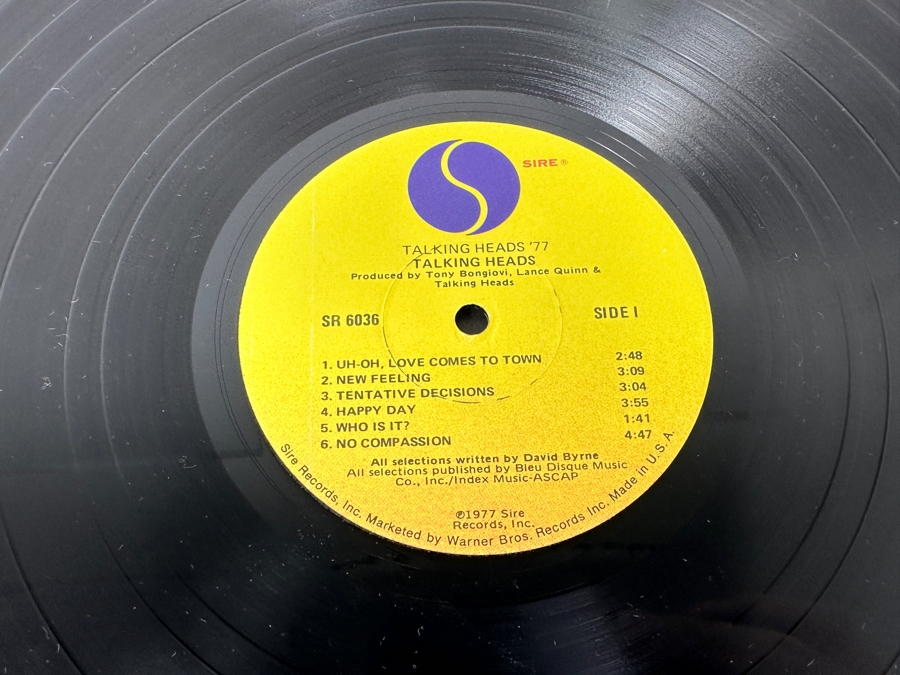 SIRE®
TALKING HEADS '77
TALKING HEADS
Produced by Tony Bongiovi, Lance Quinn &
Talking Heads
SR 6036
SIDE I
1. UH-OH, LOVE COMES TO TOWN 2:48
2. NEW FEELING 3:09
3. TENTATIVE DECISIONS 3:04
4. HAPPY DAY 3:55
5. WHO IS IT? 1:41
6. NO COMPASSION 4:47
All selections written by David Byrne
All selections published by Bleu Disque Music
Co., Inc./Index Music-ASCAP
℗1977 Sire
Records, Inc.
Sire Records, Inc. Marketed by Warner Bros. Records Inc. Made in U.S.A.